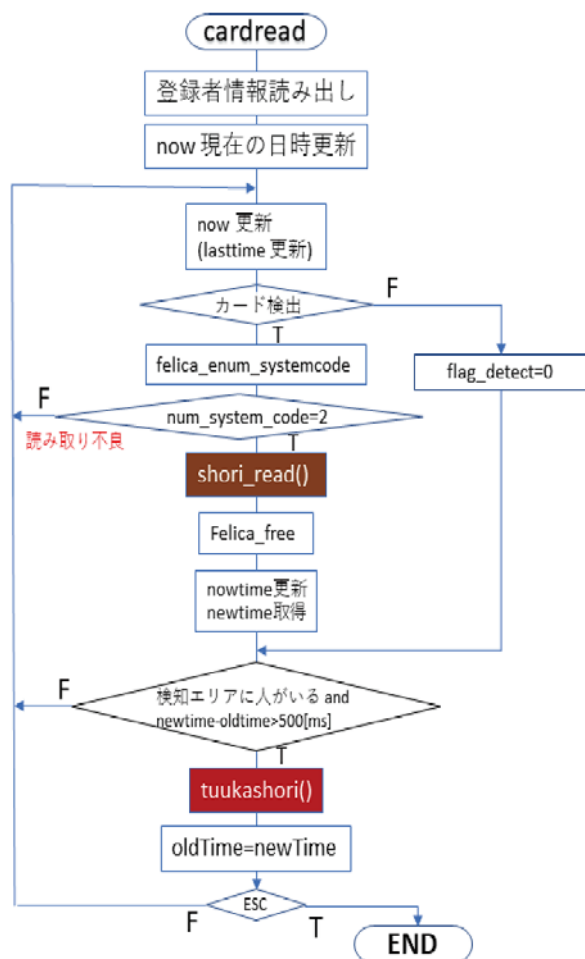 cardread
登録者情報読み出し
now 現在の日時更新
now 更新
(lasttime 更新)
カード検出
F
T
felica_enum_systemcode
flag_detect=0
F
num_system_code=2
読み取り不良
T
shori_read()
Felica_free
nowtime更新
newtime取得
F
検知エリアに人がいる and
newtime-oldtime>500[ms]
T
tuukashori()
oldTime=newTime
ESC
F
T
END